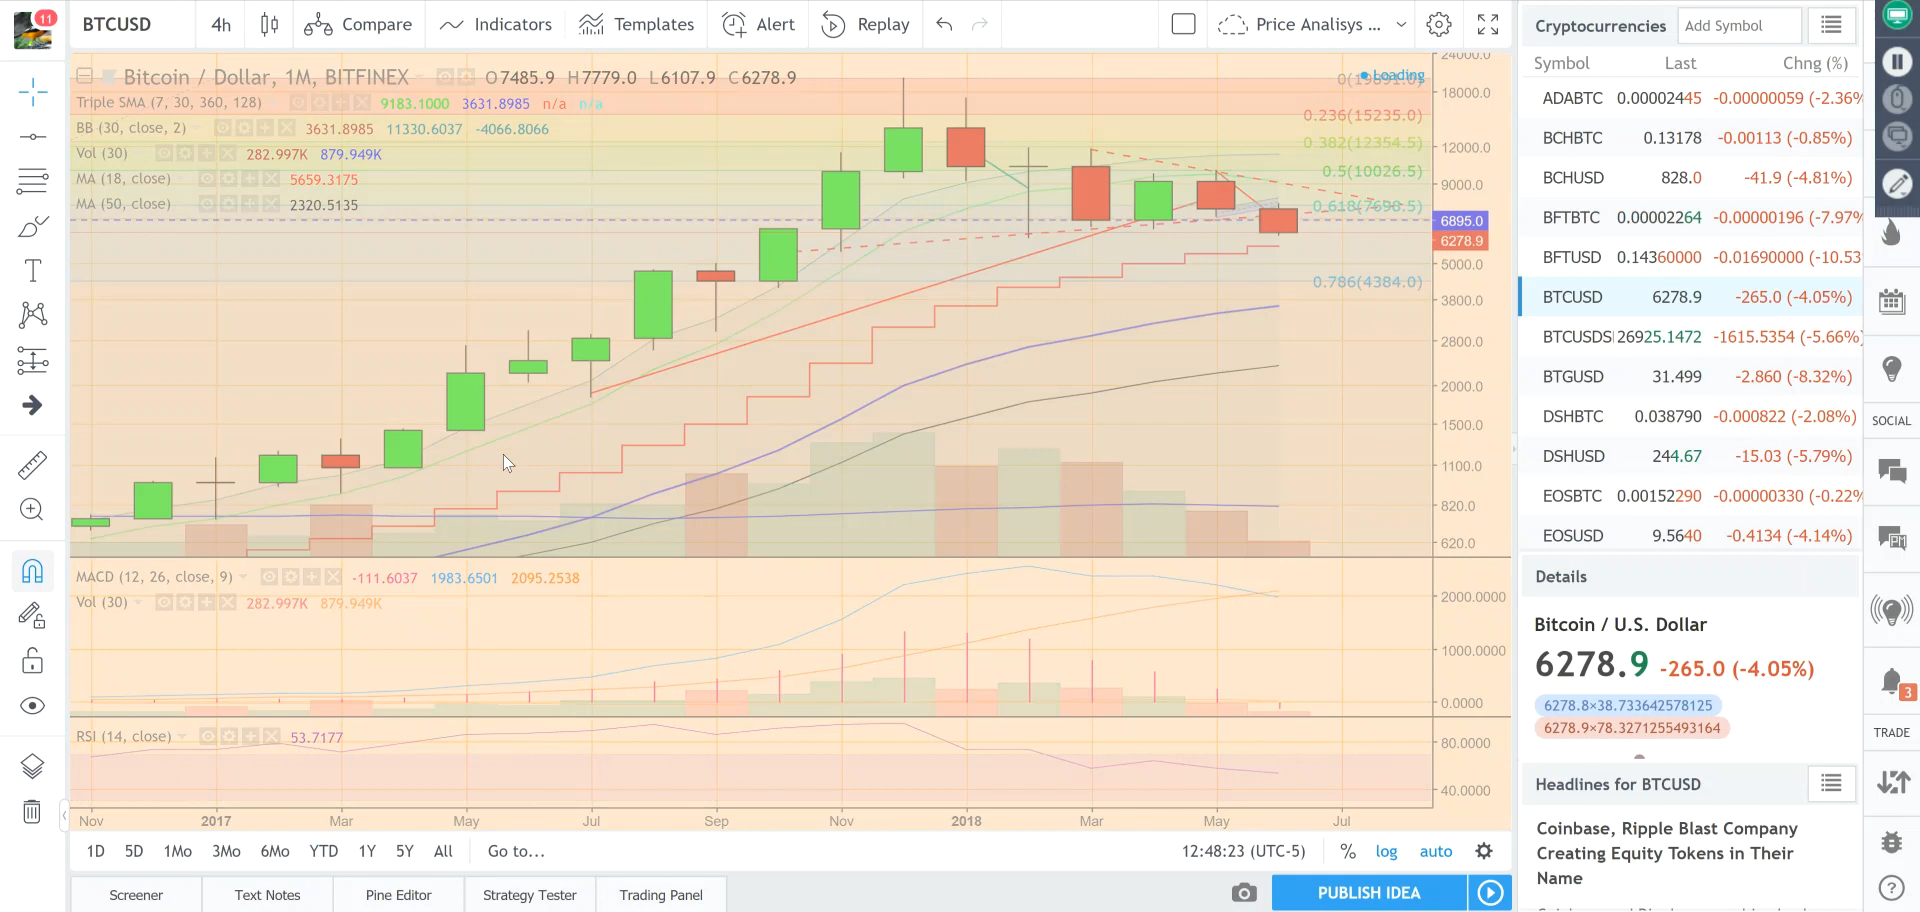 11
BTCUSD 4h Compare Indicators Templates Alert Replay Price Analisys ...
Bitcoin / Dollar, 1M, BITFINEX O7485.9 H7779.0 L6107.9 C6278.9
Triple SMA (7, 30, 360, 128) 9183.1000 3631.8985 n/a n/a
BB (30, close, 2) 3631.8985 11330.6037 -4066.8066
Vol (30) 282.997K 879.949K
MA (18, close) 5659.3175
MA (50, close) 2320.5135
Loading
0.236(15235.0)
0.382(12354.5)
0.5(10026.5)
0.618(7698.5)
0.786(4384.0)
24000.0
18000.0
12000.0
9000.0
6895.0
6278.9
5000.0
3800.0
2800.0
2000.0
1500.0
1100.0
820.0
620.0
MACD (12, 26, close, 9) -111.6037 1983.6501 2095.2538
Vol (30) 282.997K 879.949K
2000.0000
1000.0000
0.0000
RSI (14, close) 53.7177
80.0000
40.0000
Nov 2017 Mar May Jul Sep Nov 2018 Mar May Jul
1D 5D 1Mo 3Mo 6Mo YTD 1Y 5Y All Go to... 12:48:23 (UTC-5) % log auto
Screener Text Notes Pine Editor Strategy Tester Trading Panel PUBLISH IDEA
Cryptocurrencies Add Symbol
Symbol Last Chng (%)
ADABTC 0.00002445 -0.00000059 (-2.36%
BCHBTC 0.13178 -0.00113 (-0.85%)
BCHUSD 828.0 -41.9 (-4.81%)
BFTBTC 0.00002264 -0.00000196 (-7.97%
BFTUSD 0.14360000 -0.01690000 (-10.53
BTCUSD 6278.9 -265.0 (-4.05%)
BTCUSDS 26925.1472 -1615.5354 (-5.66%)
BTGUSD 31.499 -2.860 (-8.32%)
DSHBTC 0.038790 -0.000822 (-2.08%)
DSHUSD 244.67 -15.03 (-5.79%)
EOSBTC 0.00152290 -0.00000330 (-0.22%
EOSUSD 9.5640 -0.4134 (-4.14%)
Details
Bitcoin / U.S. Dollar
6278.9 -265.0 (-4.05%)
6278.8×38.733642578125
6278.9×78.3271255493164
Headlines for BTCUSD
Coinbase, Ripple Blast Company
Creating Equity Tokens in Their
Name
SOCIAL
PM
3
TRADE